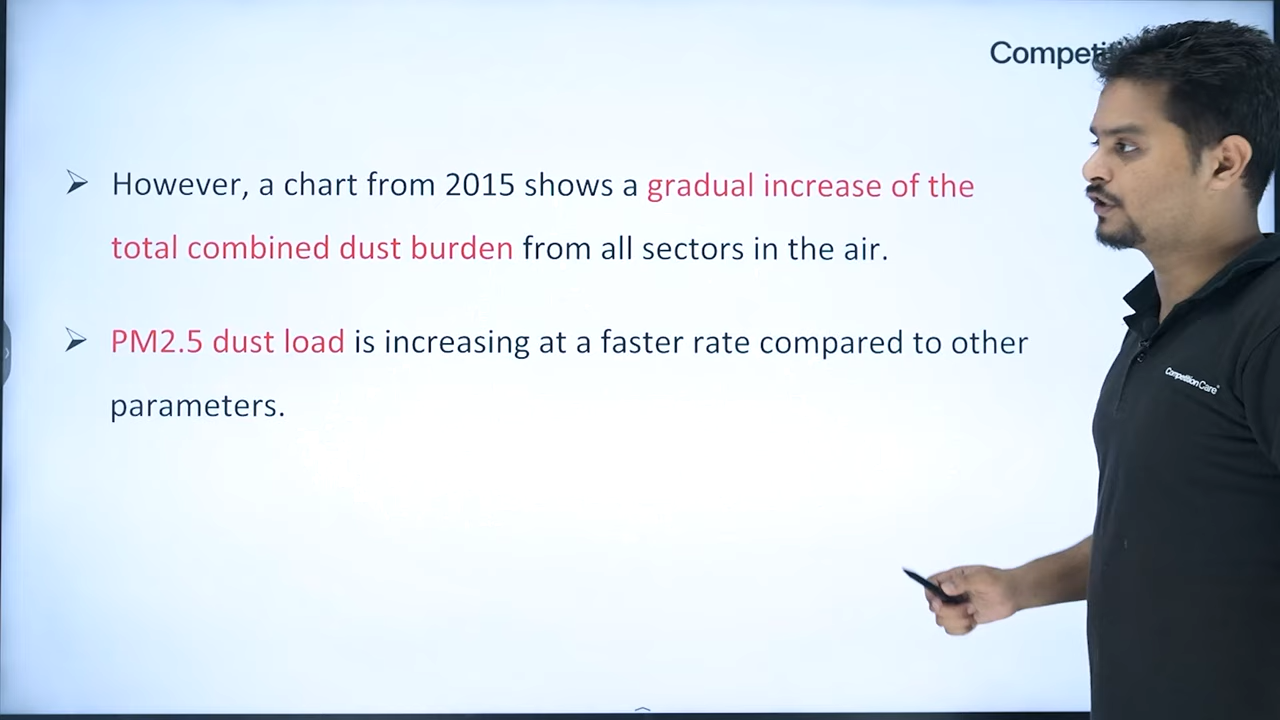 However, a chart from 2015 shows a gradual increase of the
total combined dust burden from all sectors in the air.
PM2.5 dust load is increasing at a faster rate compared to other
parameters.
CompetitionCare